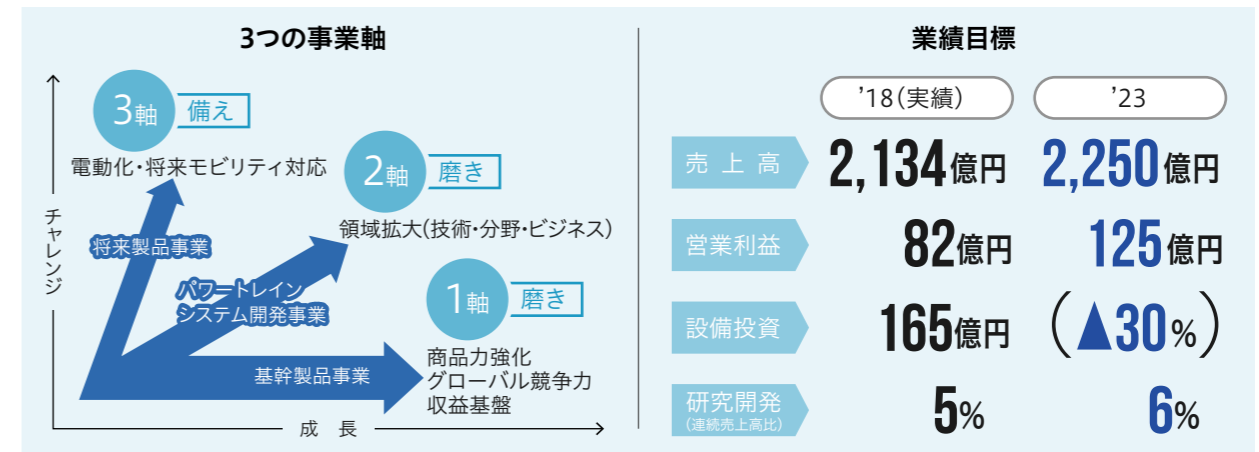 3つの事業軸
3軸 備え
電動化・将来モビリティ対応
2軸 磨き
領域拡大(技術・分野・ビジネス)
1軸 磨き
商品力強化
グローバル競争力
収益基盤
将来製品事業
パワートレイン
システム開発事業
基幹製品事業
チャレンジ
成 長
業績目標
’18(実績) ’23
売上高 2,134億円 2,250億円
営業利益 82億円 125億円
設備投資 165億円 (▲30%)
研究開発 5% 6%
(連続売上高比)